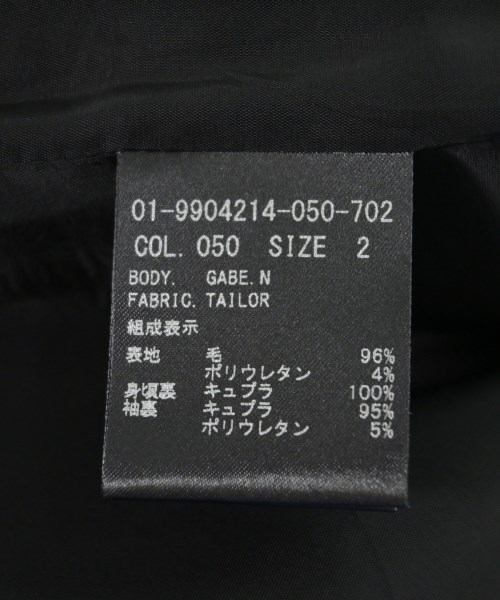 01-9904214-050-702
COL. 050 SIZE 2
BODY. GABE.N
FABRIC. TAILOR
組成表示
表地 毛 96%
ポリウレタン 4%
身頃裏 キュプラ 100%
袖裏 キュプラ 95%
ポリウレタン 5%